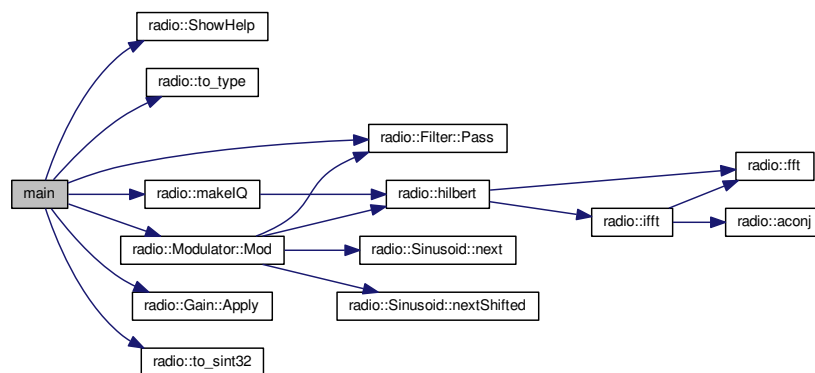 radio::ShowHelp
radio::to_type
radio::Filter::Pass
radio::fft
main
radio::makeIQ
radio::hilbert
radio::ifft
radio::aconj
radio::Modulator::Mod
radio::Sinusoid::next
radio::Gain::Apply
radio::Sinusoid::nextShifted
radio::to_sint32